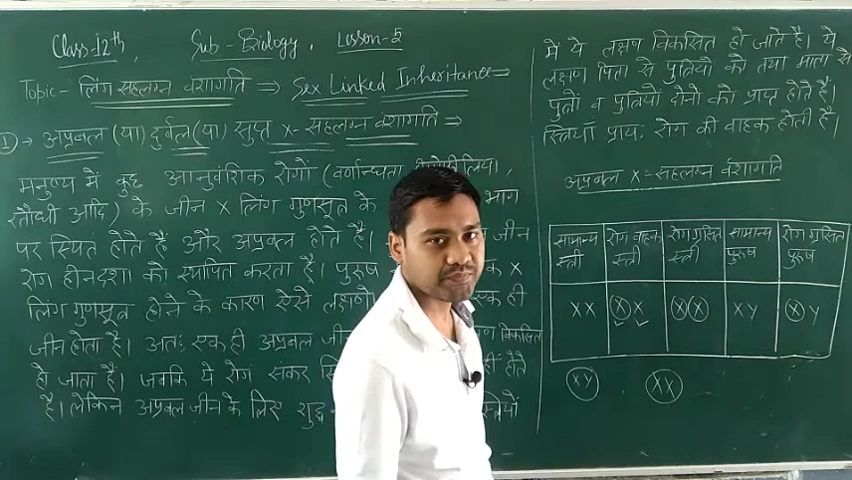 Class-12th, Sub-Biology, Lesson-5
Topic- लिंग सहलग्न वंशागति ⇒ Sex Linked Inheritance ⇒
① → अप्रबल (या) दुर्बल (या) सुप्त X-सहलग्न वंशागति ⇒
मनुष्य में कुछ आनुवंशिक रोगों (वर्णान्धता
रतौंधी आदि) के जीन X लिंग गुणसूत्र के भाग
पर स्थित होते है और अप्रबल होते है। जीन
रोग हीनदशा को स्थापित करता है। पुरूष X
लिंग गुणसूत्र होने के कारण ऐसे लक्षणों एक ही
जीन होता है। अतः एक ही अप्रबल विकसित
हो जाता है। जबकि ये रोग संकर होते
है। लेकिन अप्रबल जीन के लिए शुद्ध
में ये लक्षण विकसित हो जाते है। ये
लक्षण पिता से पुत्रियों को तथा माता से
पुत्रों व पुत्रियों दोनो को प्राप्त होते है।
स्त्रियाँ प्रायः रोग की वाहक होती है।
अप्रबल X-सहलग्न वंशागति
सामान्य स्त्री रोग वाहक स्त्री रोग ग्रसित स्त्री सामान्य पुरूष रोग ग्रसित पुरूष
XX ⓍX ⓍⓍ XY ⓍY
XY XX